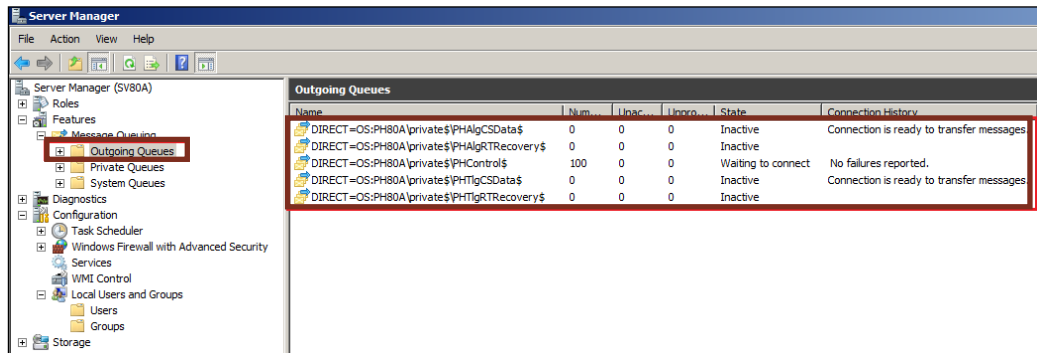 Server Manager
File Action View Help
Server Manager (SV80A)
Roles
Features
Message Queuing
Outgoing Queues
Private Queues
System Queues
Diagnostics
Configuration
Task Scheduler
Windows Firewall with Advanced Security
Services
WMI Control
Local Users and Groups
Users
Groups
Storage
Outgoing Queues
Name Num... Unac... Unpro... State Connection History
DIRECT=OS:PH80A\private$\PHAlgCSData$ 0 0 0 Inactive Connection is ready to transfer messages.
DIRECT=OS:PH80A\private$\PHAlgRTRecovery$ 0 0 0 Inactive
DIRECT=OS:PH80A\private$\PHControl$ 100 0 0 Waiting to connect No failures reported.
DIRECT=OS:PH80A\private$\PHTlgCSData$ 0 0 0 Inactive Connection is ready to transfer messages.
DIRECT=OS:PH80A\private$\PHTlgRTRecovery$ 0 0 0 Inactive